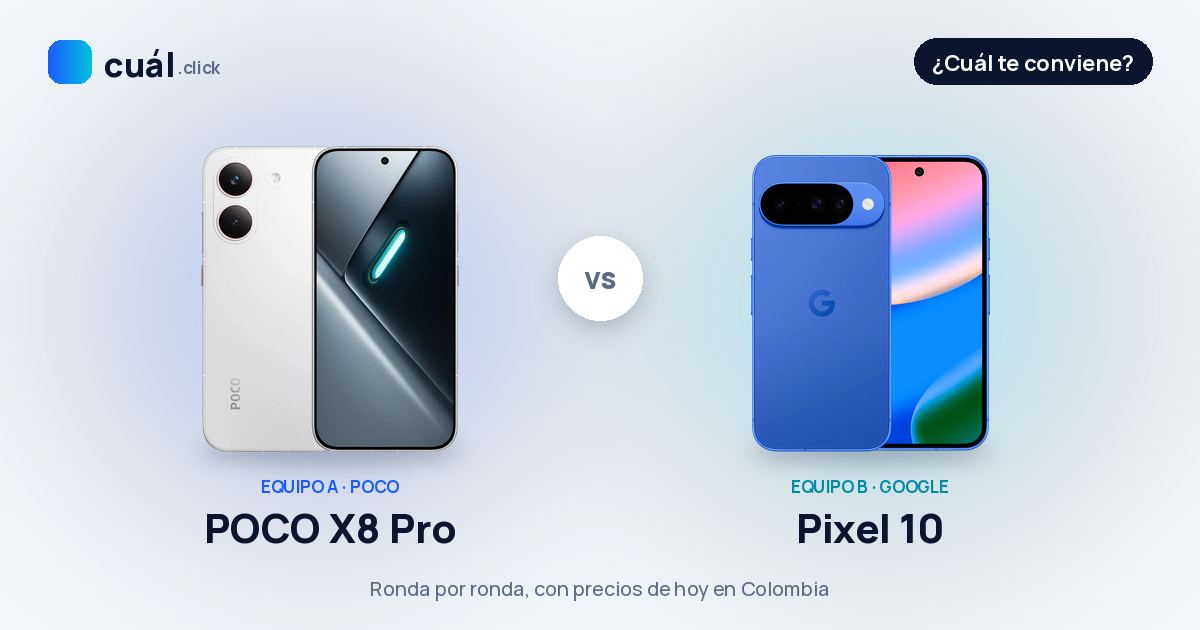 cuál.click
¿Cuál te conviene?
POCO
G
VS
EQUIPO A · POCO
EQUIPO B · GOOGLE
POCO X8 Pro
Pixel 10
Ronda por ronda, con precios de hoy en Colombia